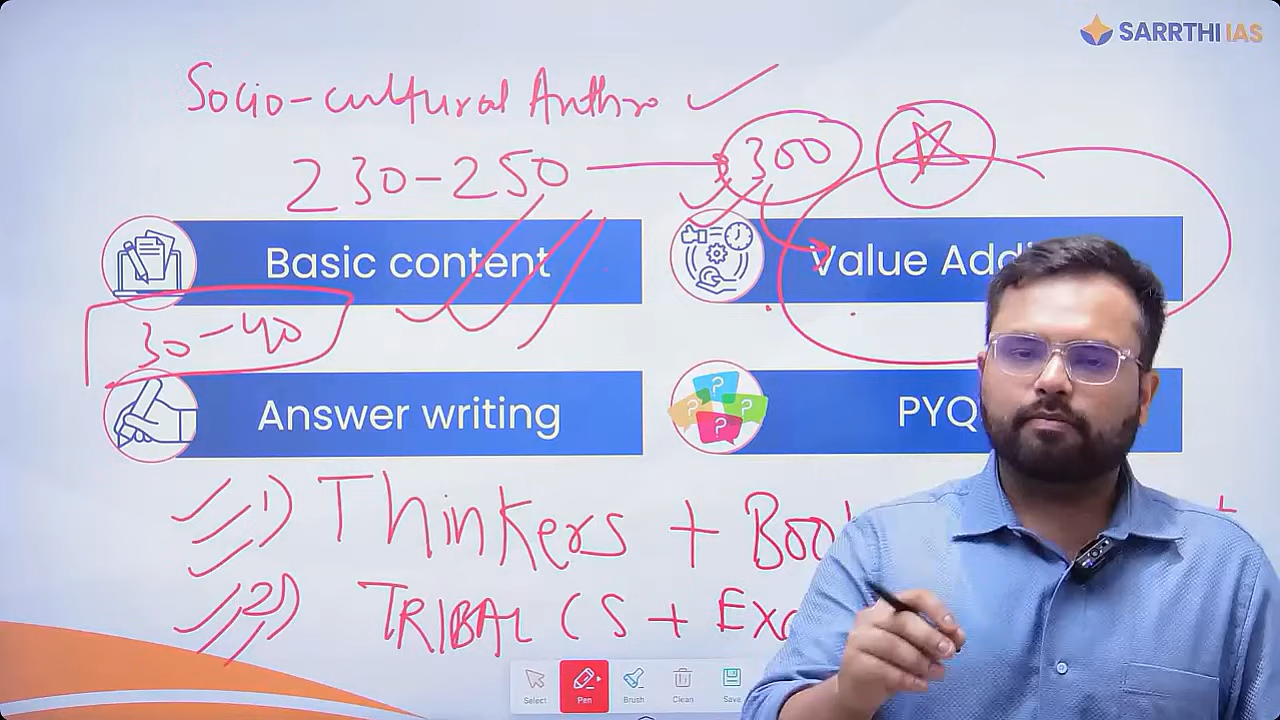 SARRTHI IAS
Socio-cultural Anthro
230-250 300
Basic content
Value Addi
30-40
Answer writing
PYQ
1) Thinkers + Boo +
2) TRIBAL CS + Exa
Select Pen Brush Clean Save